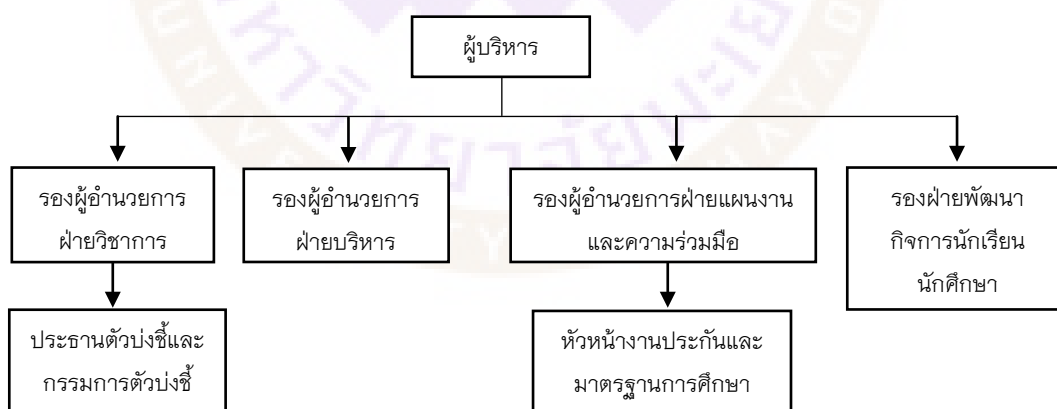 ผู้บริหาร
รองผู้อำนวยการ
ฝ่ายวิชาการ
รองผู้อำนวยการ
ฝ่ายบริหาร
รองผู้อำนวยการฝ่ายแผนงาน
และความร่วมมือ
รองฝ่ายพัฒนา
กิจการนักเรียน
นักศึกษา
ประธานตัวบ่งชี้และ
กรรมการตัวบ่งชี้
หัวหน้างานประกันและ
มาตรฐานการศึกษา